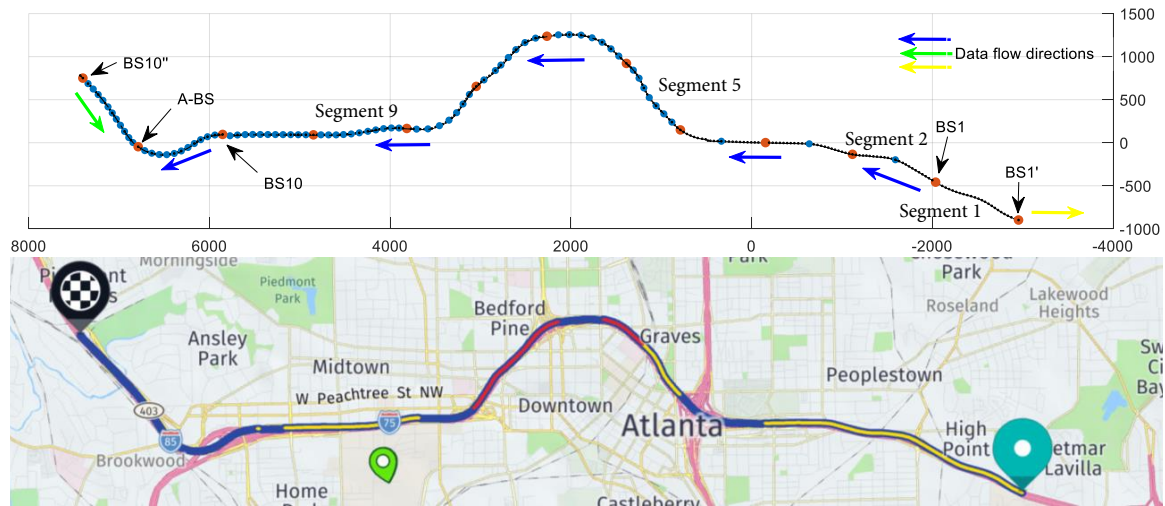 1500
BS10"
Data flow directions
1000
A-BS
Segment 5
Segment 9
500
Segment 2
BS1
0
BS10
BS1'
-500
Segment 1
-1000
8000 6000 4000 2000 0 -2000 -4000
Morningside
Park
Park
Piedmont
Park
Roseland
Lakewood
Heights
Bedford
Pine
Ansley
Park
Graves
Midtown
Peoplestown
W Peachtree St NW
403
Downtown
75
Atlanta
85
High
Point
Brookwood
Lavilla
Home
Castleberry